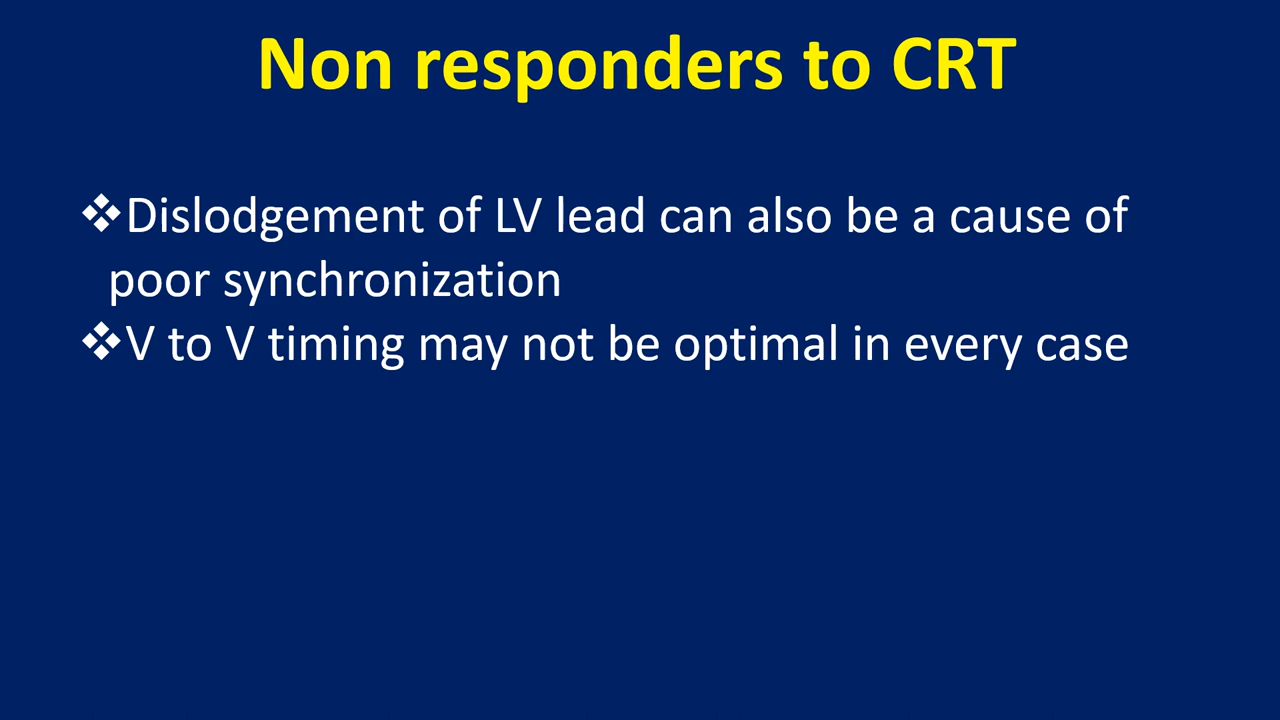 Non responders to CRT
❖Dislodgement of LV lead can also be a cause of
poor synchronization
❖V to V timing may not be optimal in every case